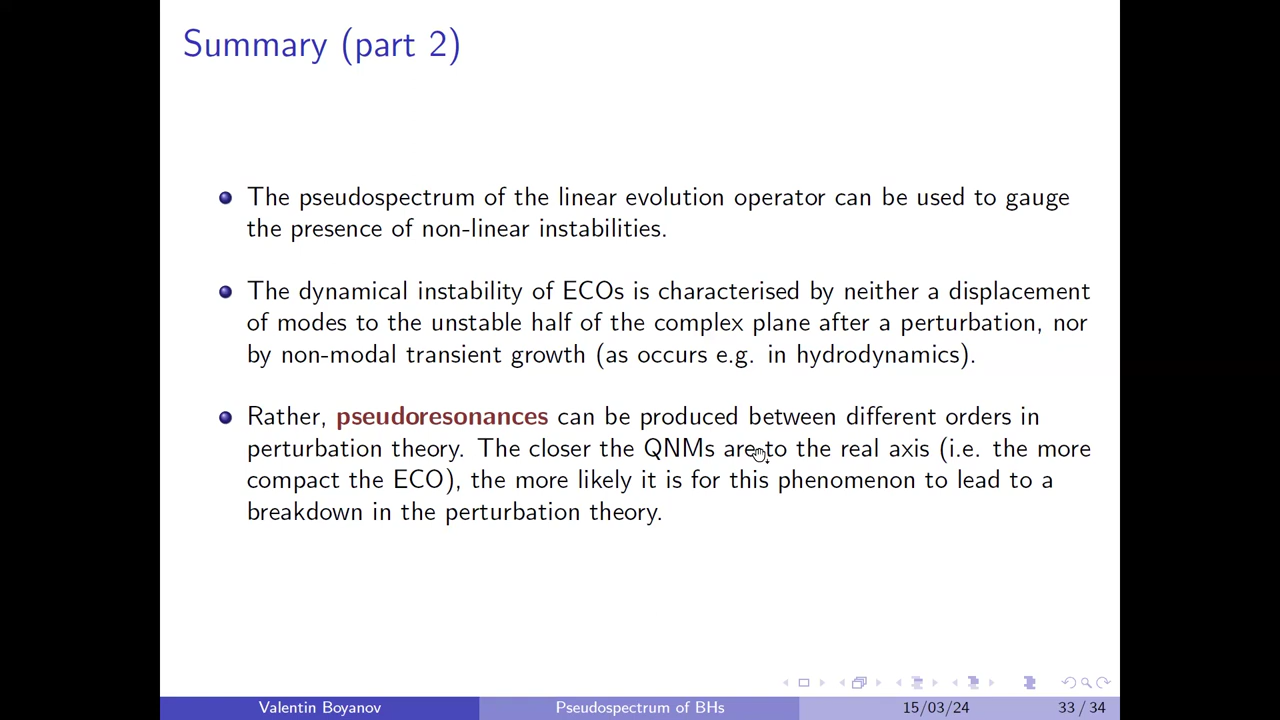 Summary (part 2)
The pseudospectrum of the linear evolution operator can be used to gauge
the presence of non-linear instabilities.
The dynamical instability of ECOs is characterised by neither a displacement
of modes to the unstable half of the complex plane after a perturbation, nor
by non-modal transient growth (as occurs e.g. in hydrodynamics).
Rather, pseudoresonances can be produced between different orders in
perturbation theory. The closer the QNMs are to the real axis (i.e. the more
compact the ECO), the more likely it is for this phenomenon to lead to a
breakdown in the perturbation theory.
Valentin Boyanov Pseudospectrum of BHs 15/03/24 33 / 34